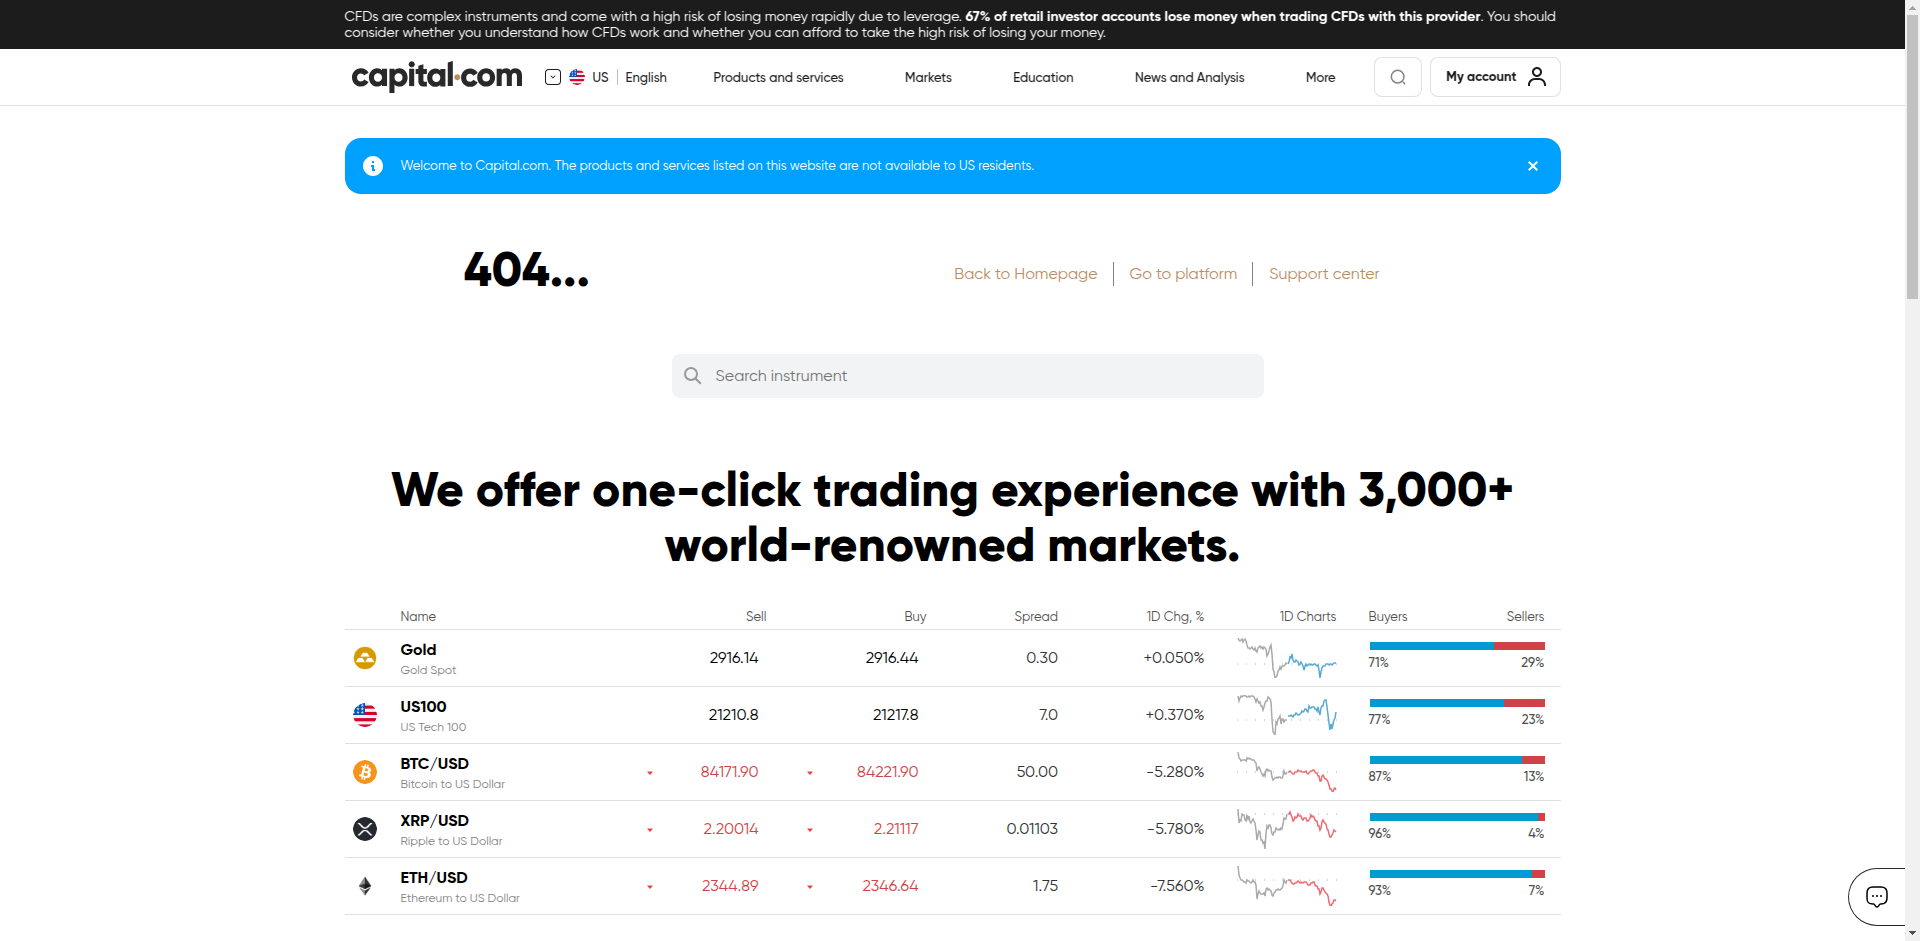 CFDs are complex instruments and come with a high risk of losing money rapidly due to leverage. 67% of retail investor accounts lose money when trading CFDs with this provider. You should
consider whether you understand how CFDs work and whether you can afford to take the high risk of losing your money.
capital.com US English Products and services Markets Education News and Analysis More My account
Welcome to Capital.com. The products and services listed on this website are not available to US residents.
404...
Back to Homepage Go to platform Support center
Search instrument
We offer one-click trading experience with 3,000+
world-renowned markets.
Name Sell Buy Spread 1D Chg, % 1D Charts Buyers Sellers
Gold 2916.14 2916.44 0.30 +0.050% 71% 29%
Gold Spot
US100 21210.8 21217.8 7.0 +0.370% 77% 23%
US Tech 100
BTC/USD 84171.90 84221.90 50.00 -5.280% 87% 13%
Bitcoin to US Dollar
XRP/USD 2.20014 2.21117 0.01103 -5.780% 96% 4%
Ripple to US Dollar
ETH/USD 2344.89 2346.64 1.75 -7.560% 93% 7%
Ethereum to US Dollar